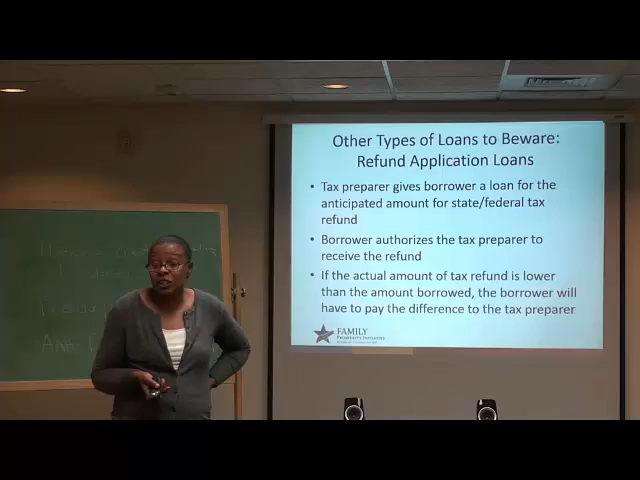 Other Types of Loans to Beware:
Refund Application Loans
• Tax preparer gives borrower a loan for the
anticipated amount for state/federal tax
refund
• Borrower authorizes the tax preparer to
receive the refund
• If the actual amount of tax refund is lower
than the amount borrowed, the borrower will
have to pay the difference to the tax preparer
FAMILY
PROSPERITY INITIATIVE